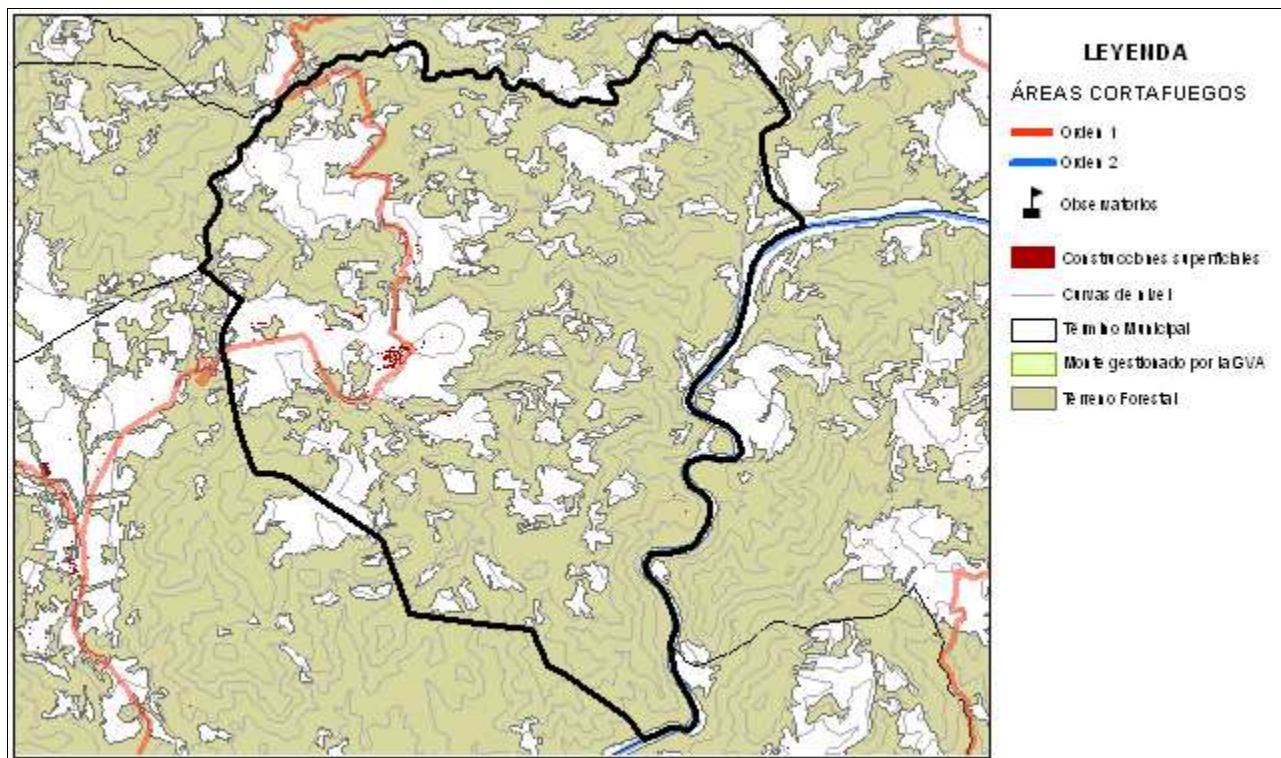 LEYENDA
ÁREAS CORTAFUEGOS
Orden 1
Orden 2
Observatorios
Construcciones superficiales
Curvas de nivel
Término Municipal
Monte gestionado por la GVA
Terreno Forestal